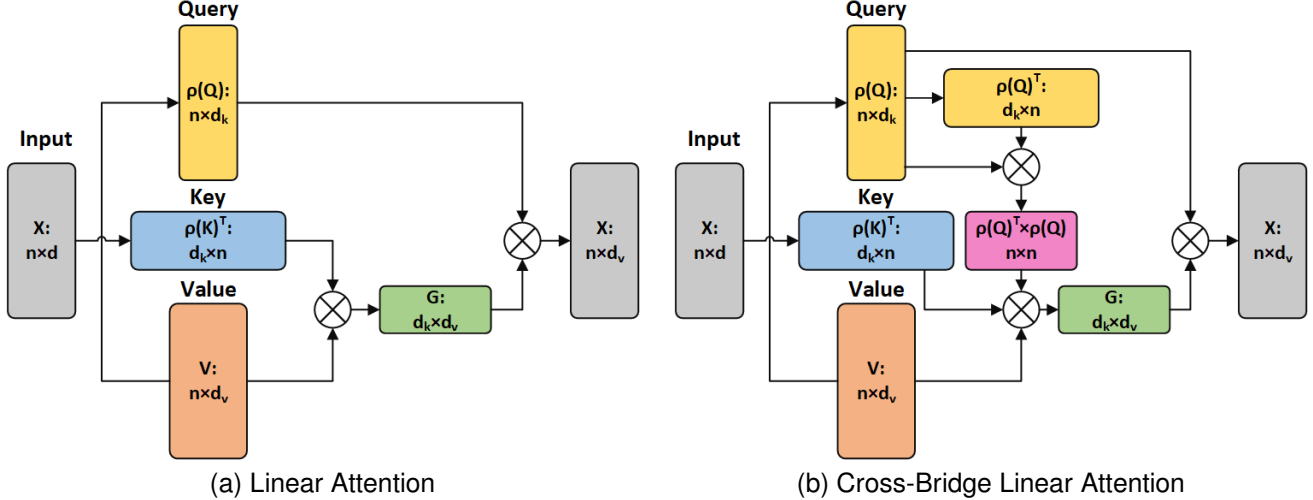 Query
ρ(Q):
n×dₖ
Input
X:
n×d
Key
ρ(K)ᵀ:
dₖ×n
Value
V:
n×dᵥ
G:
dₖ×dᵥ
X:
n×dᵥ
(a) Linear Attention
Query
ρ(Q):
n×dₖ
ρ(Q)ᵀ:
dₖ×n
Input
X:
n×d
Key
ρ(K)ᵀ:
dₖ×n
ρ(Q)ᵀ×ρ(Q)
n×n
Value
V:
n×dᵥ
G:
dₖ×dᵥ
X:
n×dᵥ
(b) Cross-Bridge Linear Attention